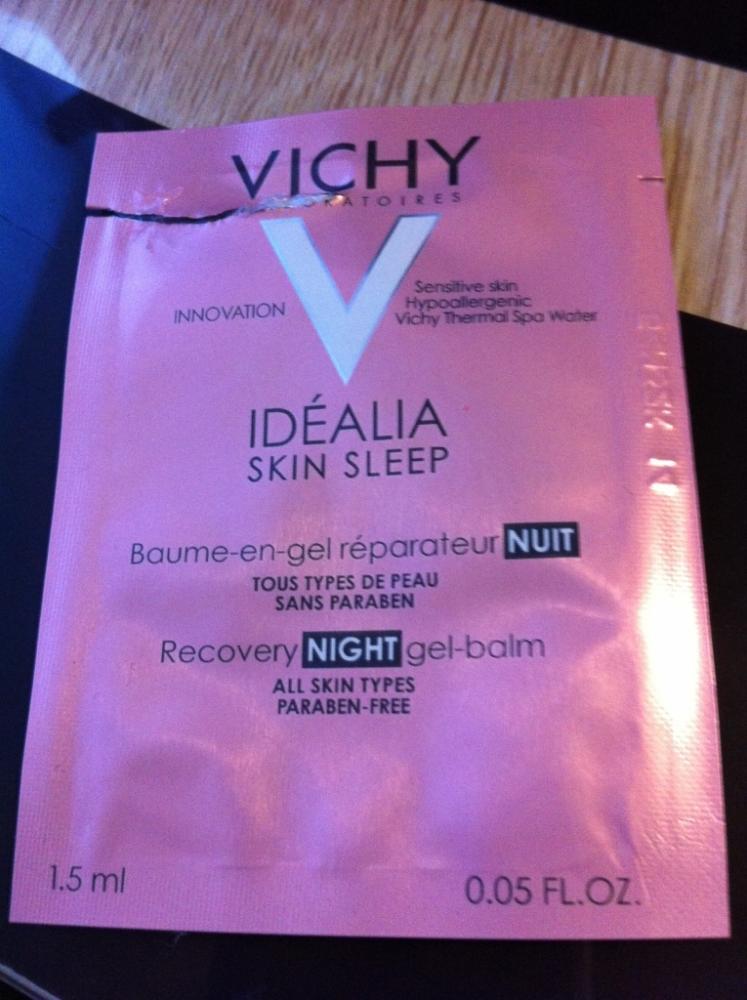 VICHY
INNOVATION
Sensitive skin
Hypoallergenic
Vichy Thermal Spa Water
IDÉALIA
SKIN SLEEP
Baume-en-gel réparateur NUIT
TOUS TYPES DE PEAU
SANS PARABEN
Recovery NIGHT gel-balm
ALL SKIN TYPES
PARABEN-FREE
1.5 ml
0.05 FL.OZ.